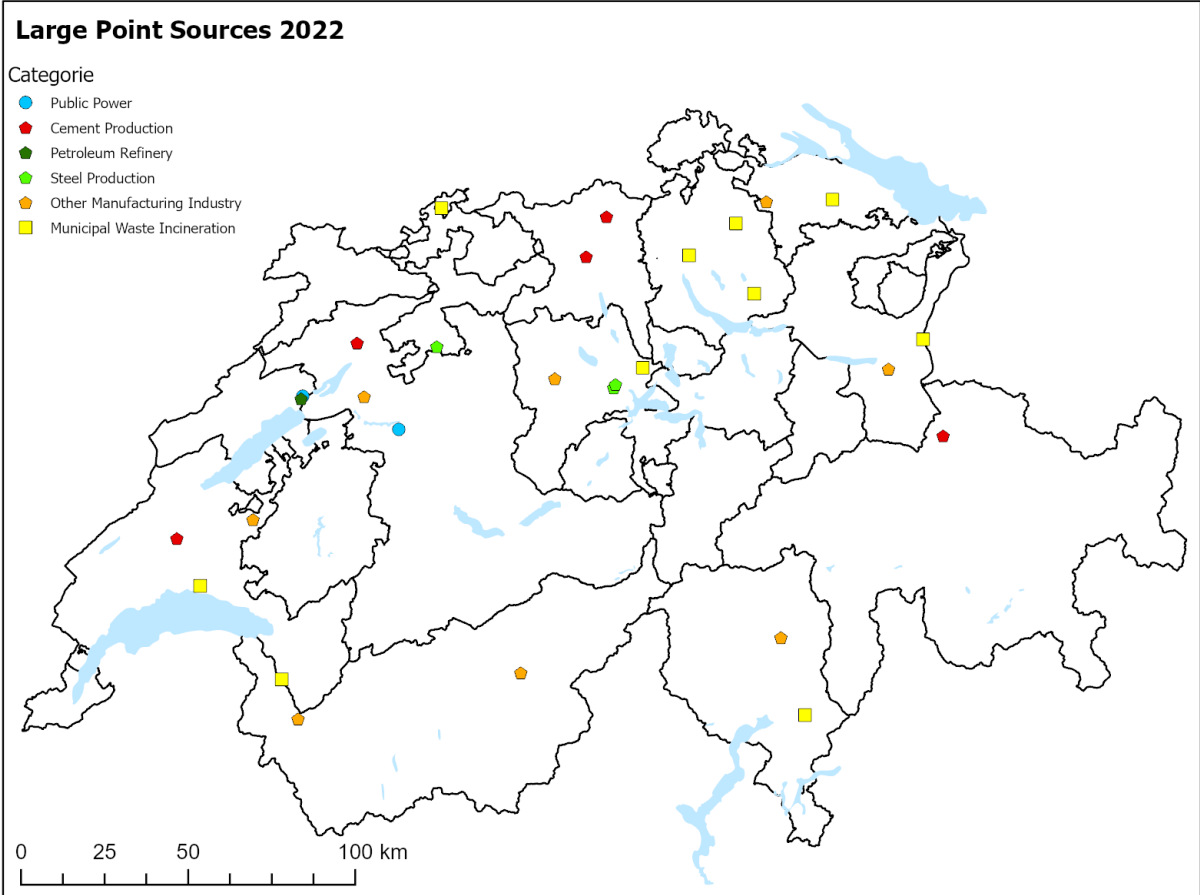 Large Point Sources 2022
Categorie
Public Power
Cement Production
Petroleum Refinery
Steel Production
Other Manufacturing Industry
Municipal Waste Incineration
0 25 50 100 km